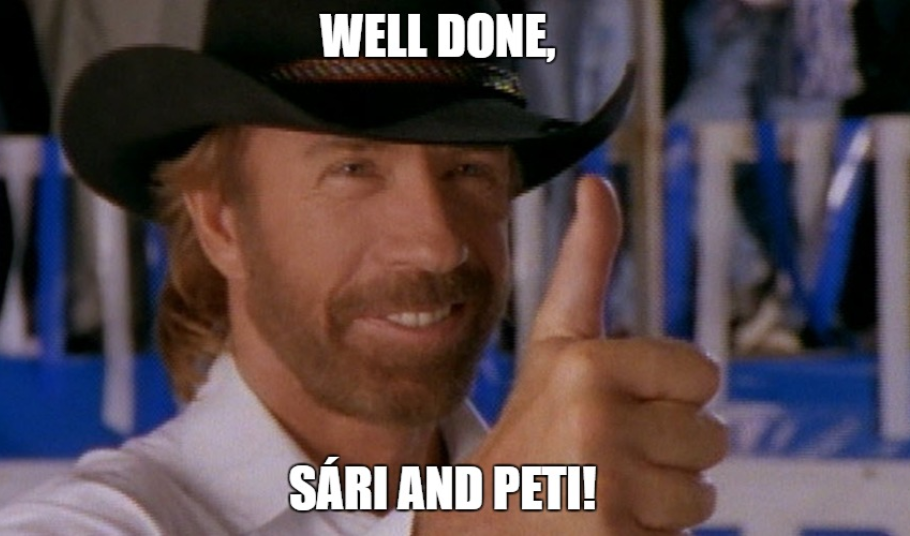 WELL DONE,
SÁRI AND PETI!